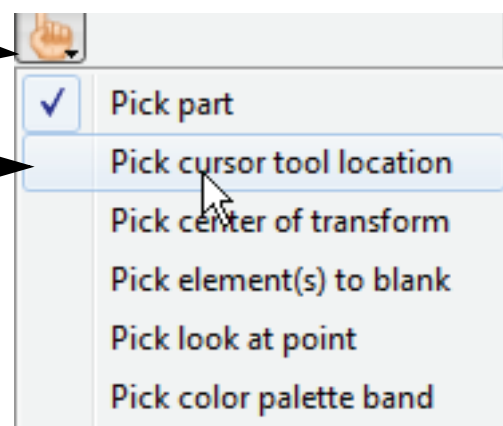 Pick part
Pick cursor tool location
Pick center of transform
Pick element(s) to blank
Pick look at point
Pick color palette band